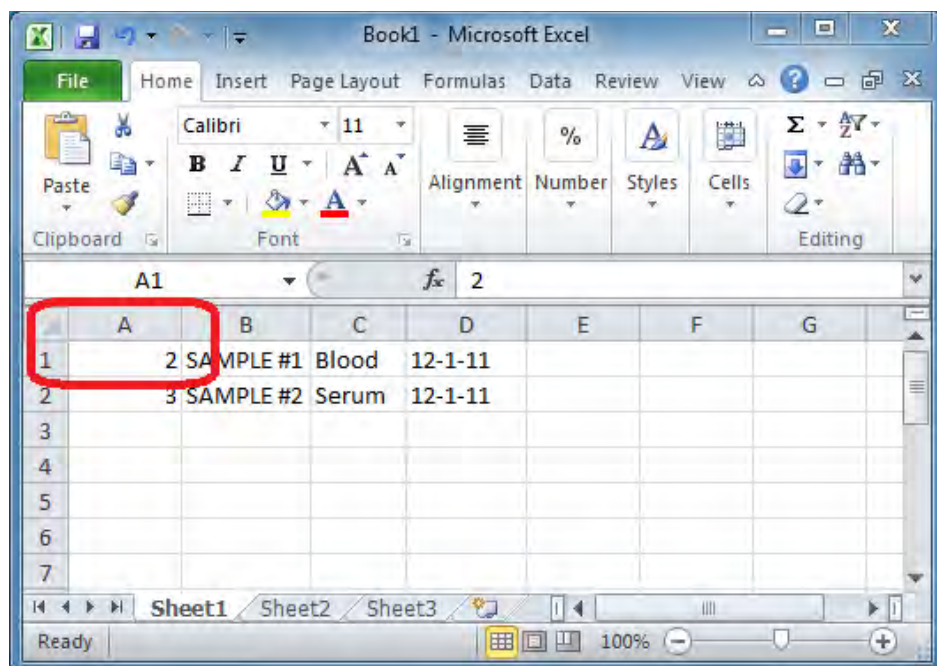 Book1 - Microsoft Excel
File Home Insert Page Layout Formulas Data Review View
Calibri 11 % A Σ A Z
Paste B I U A A Alignment Number Styles Cells
A
Clipboard Font Editing
A1 fx 2
A B C D E F G
1 2 SAMPLE #1 Blood 12-1-11
2 3 SAMPLE #2 Serum 12-1-11
3
4
5
6
7
Sheet1 Sheet2 Sheet3
Ready 100%